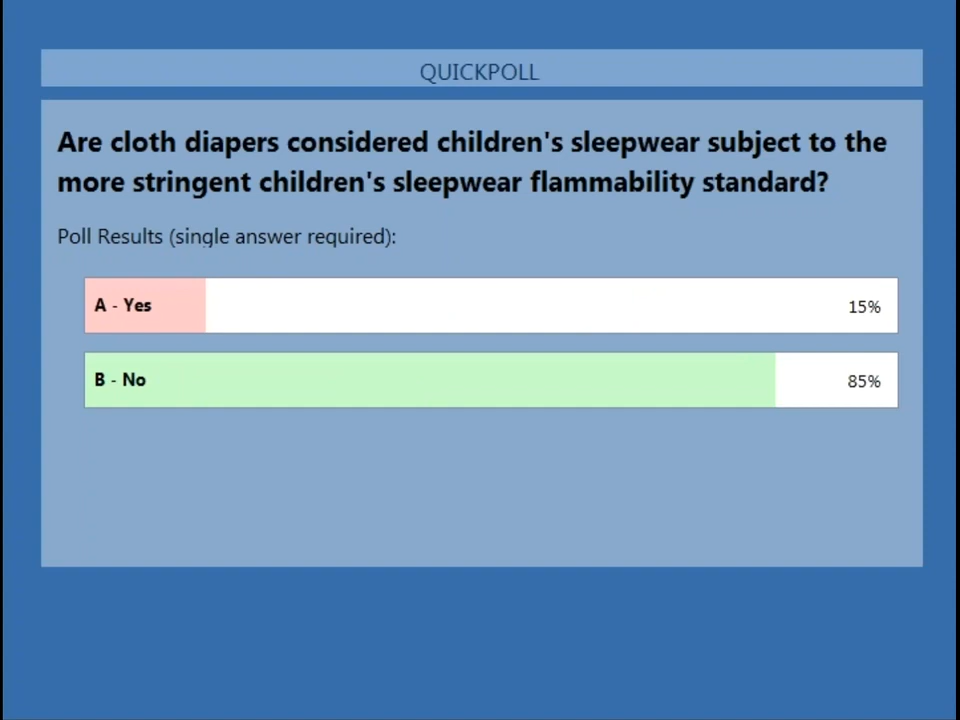 QUICKPOLL
Are cloth diapers considered children's sleepwear subject to the
more stringent children's sleepwear flammability standard?
Poll Results (single answer required):
A - Yes 15%
B - No 85%